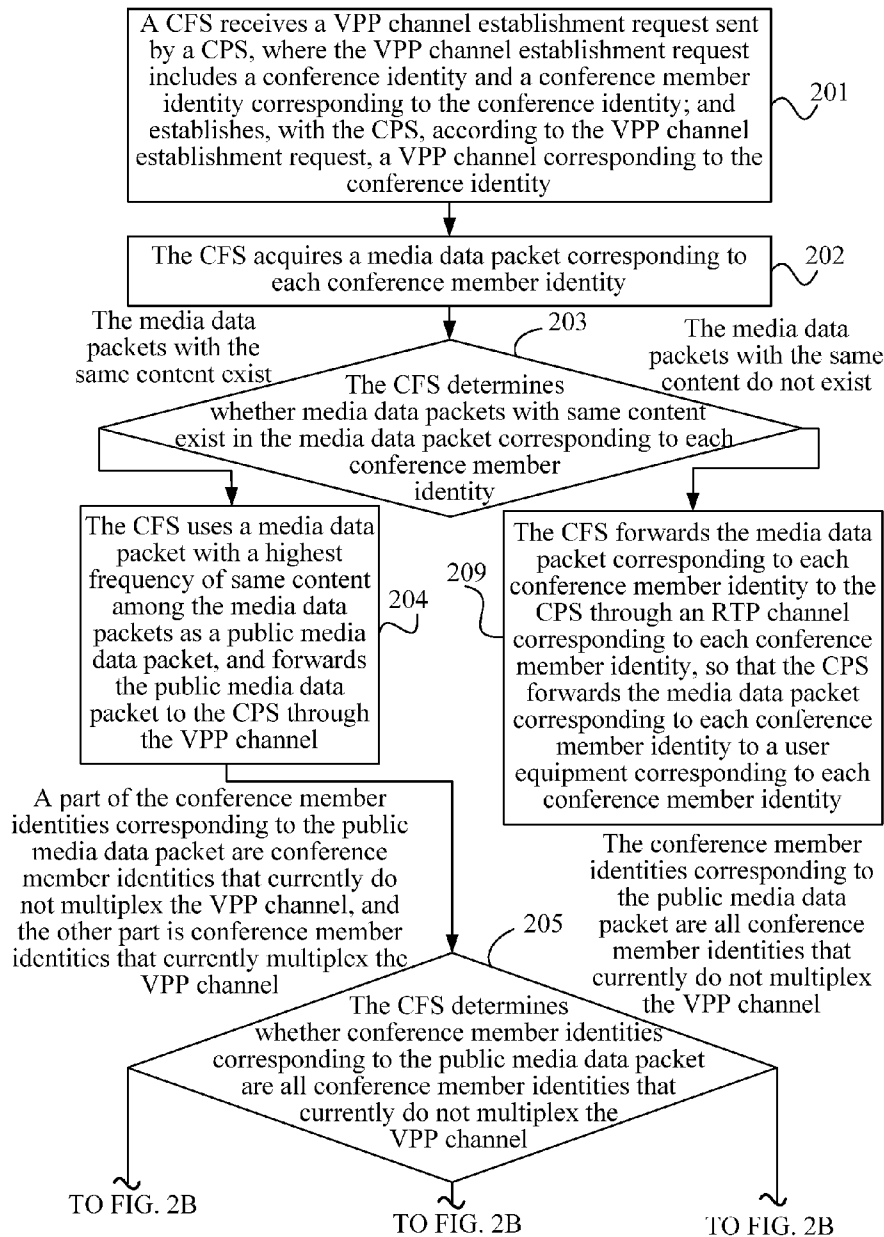 A CFS receives a VPP channel establishment request sent
by a CPS, where the VPP channel establishment request
includes a conference identity and a conference member
identity corresponding to the conference identity; and
establishes, with the CPS, according to the VPP channel
establishment request, a VPP channel corresponding to the
conference identity
201
The CFS acquires a media data packet corresponding to
each conference member identity
202
The media data
packets with the
same content exist
203
The media data
packets with the same
content do not exist
The CFS determines
whether media data packets with same content
exist in the media data packet corresponding to each
conference member
identity
The CFS uses a media data
packet with a highest
frequency of same content
among the media data
packets as a public media
data packet, and forwards
the public media data
packet to the CPS through
the VPP channel
204
209
The CFS forwards the media data
packet corresponding to each
conference member identity to the
CPS through an RTP channel
corresponding to each conference
member identity, so that the CPS
forwards the media data packet
corresponding to each conference
member identity to a user
equipment corresponding to each
conference member identity
A part of the conference member
identities corresponding to the public
media data packet are conference
member identities that currently do
not multiplex the VPP channel, and
the other part is conference member
identities that currently multiplex the
VPP channel
205
The conference member
identities corresponding to
the public media data
packet are all conference
member identities that
currently do not multiplex
the VPP channel
The CFS determines
whether conference member identities
corresponding to the public media data packet
are all conference member identities that
currently do not multiplex the
VPP channel
TO FIG. 2B
TO FIG. 2B
TO FIG. 2B